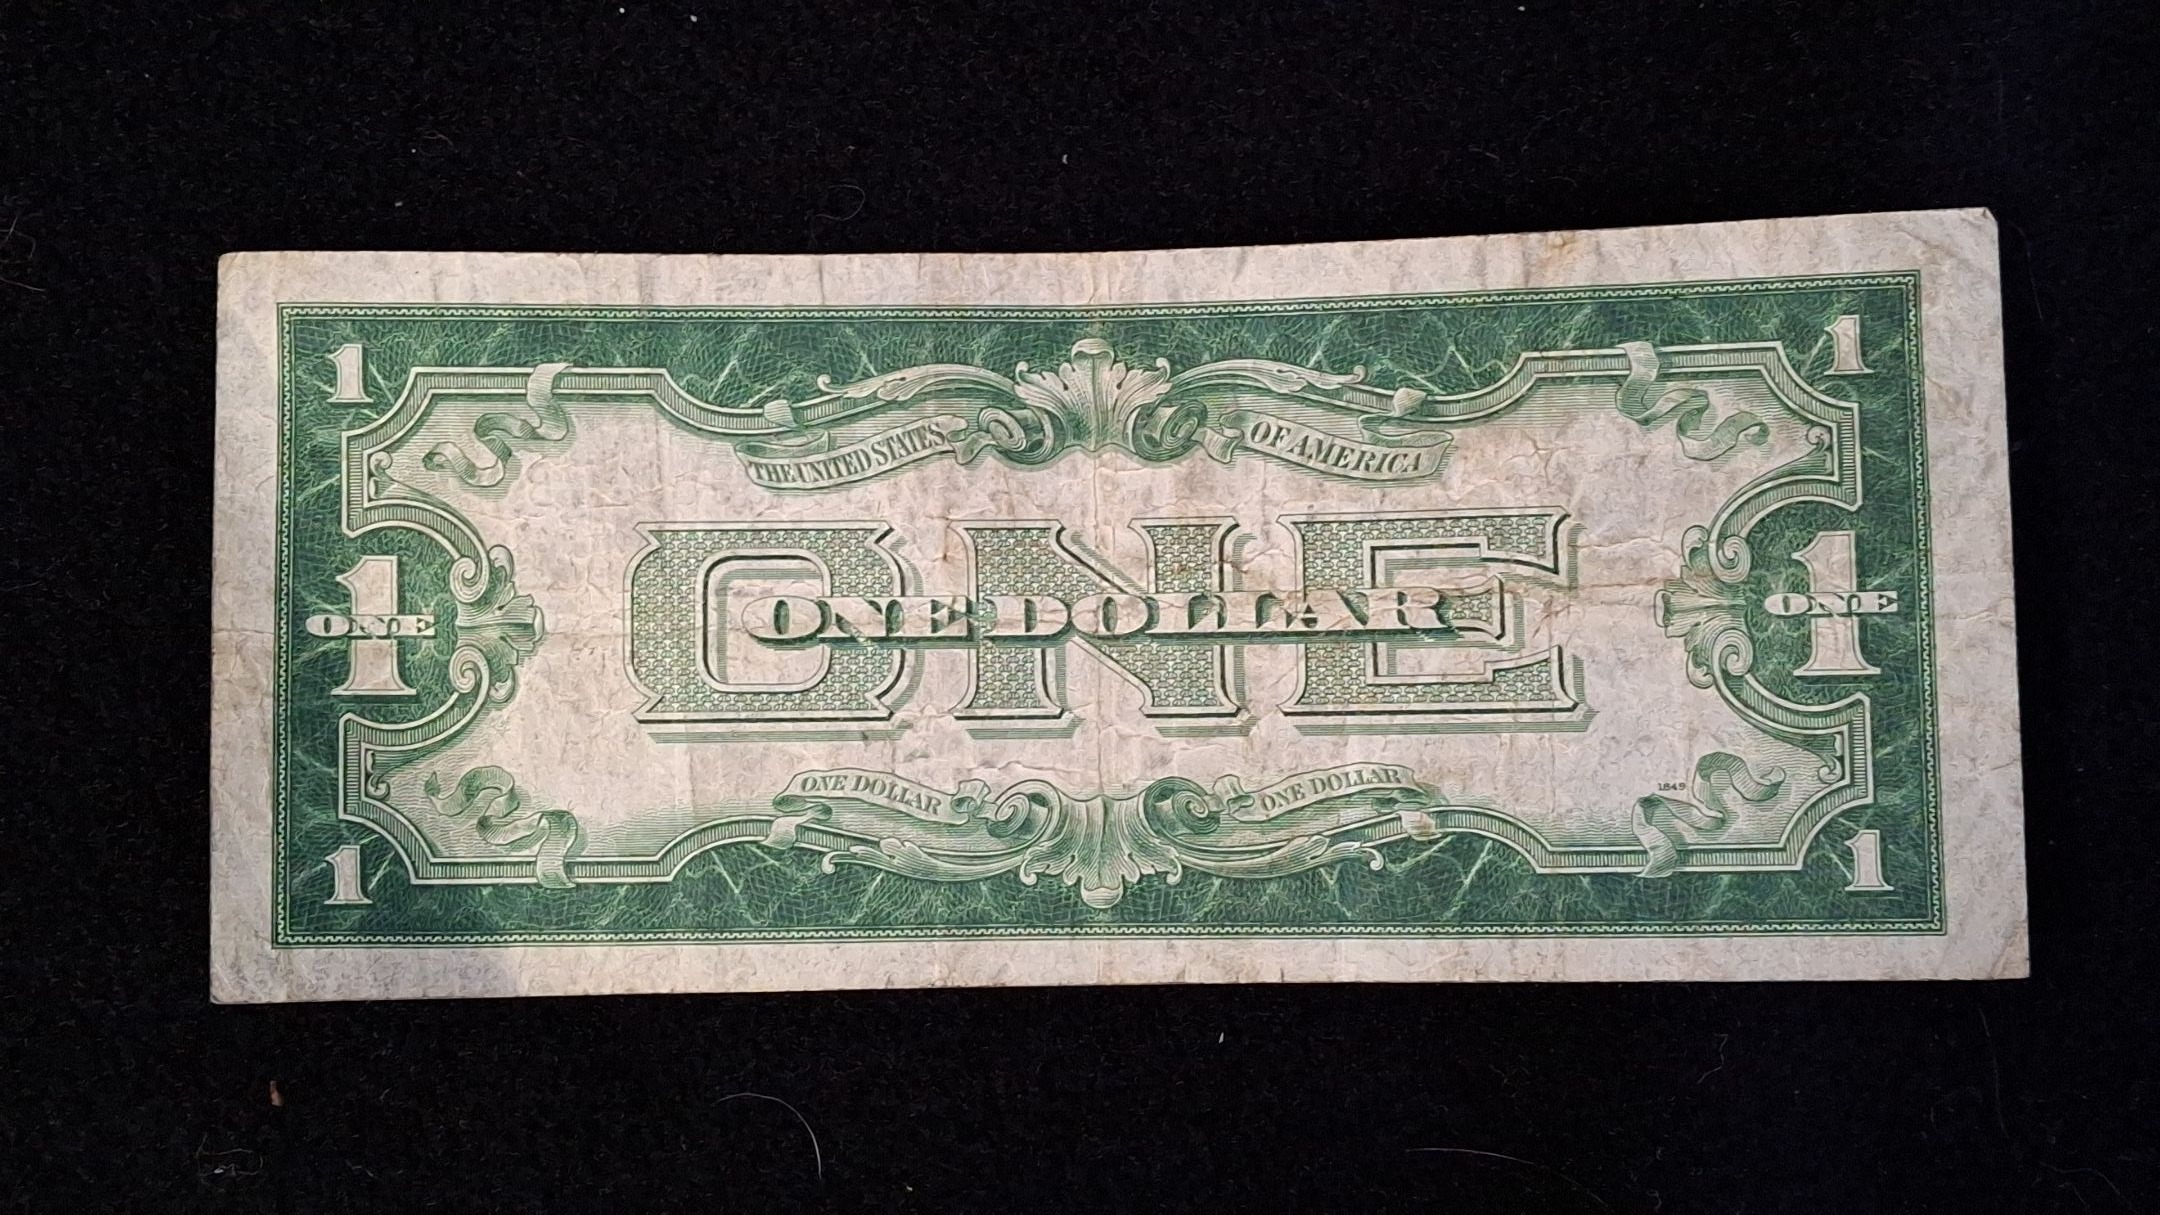 1 1
THE UNITED STATES OF AMERICA
ONE
ONE DOLLAR
1 ONE 1 ONE
ONE DOLLAR ONE DOLLAR
1849
1 1